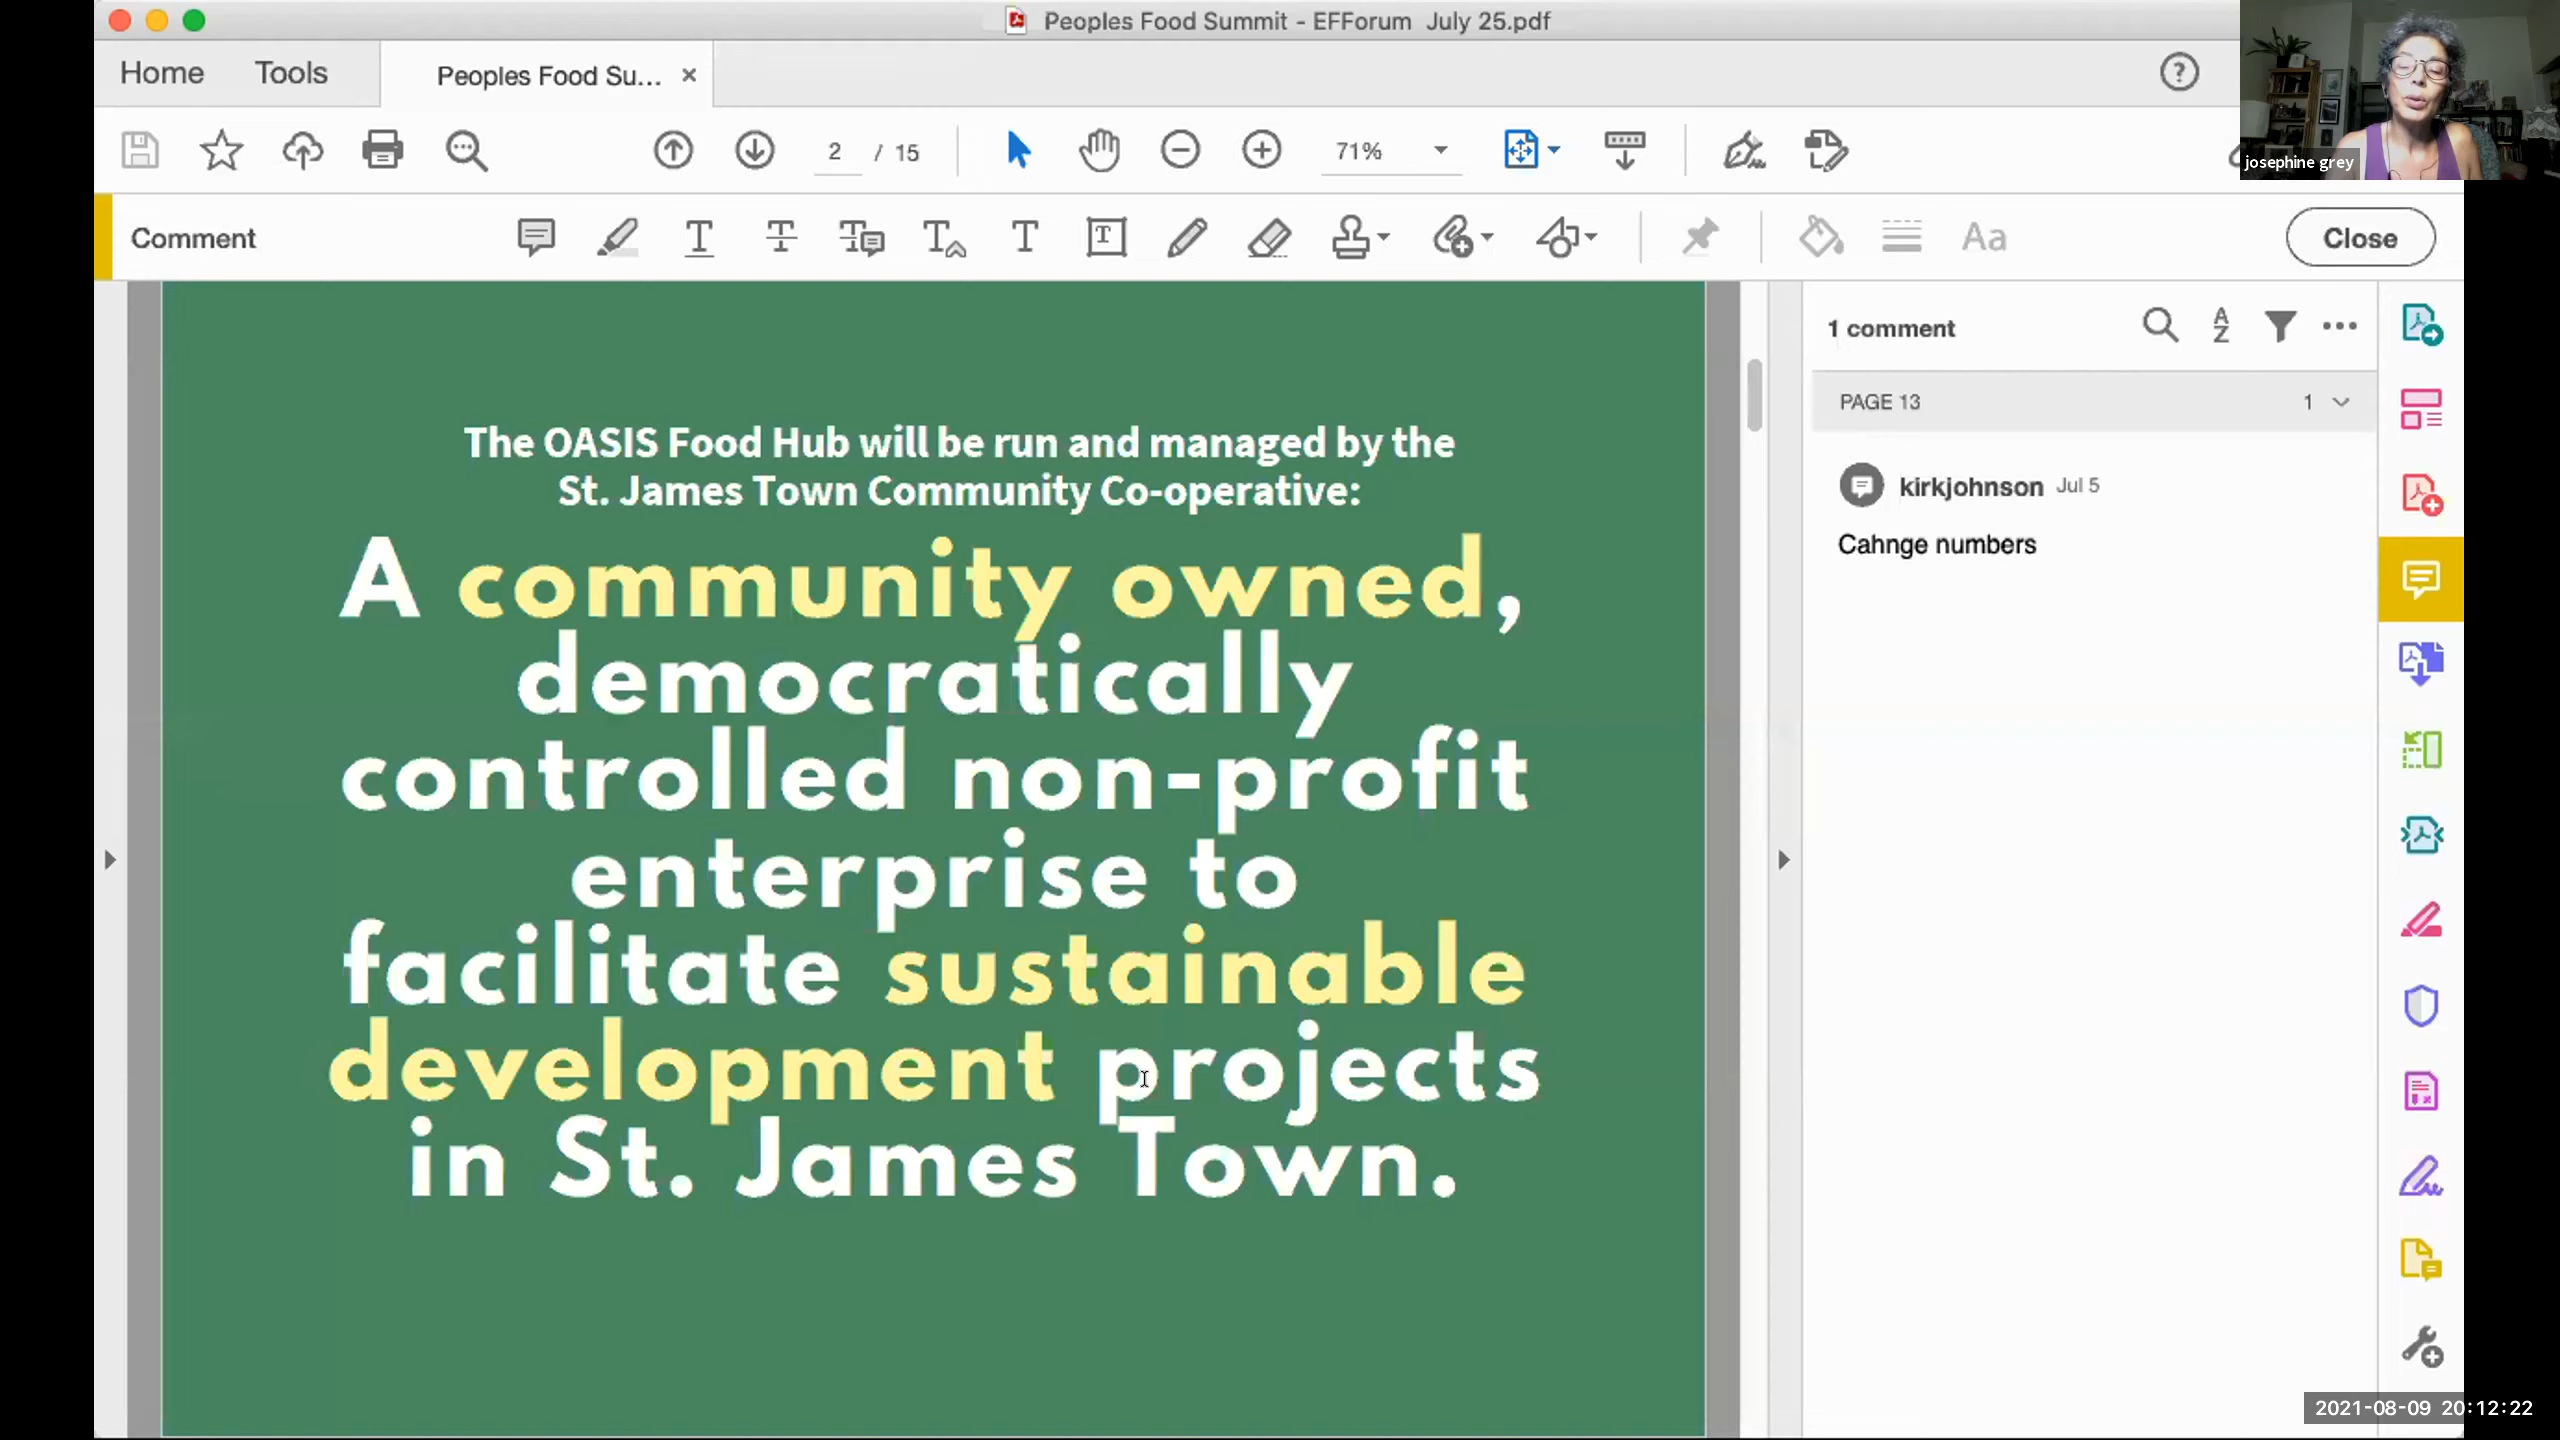 Peoples Food Summit - EFForum  July 25.pdf
Home
Tools
Peoples Food Su...
2 / 15
71%
josephine grey
Comment
Close
The OASIS Food Hub will be run and managed by the
St. James Town Community Co-operative:
A community owned,
democratically
controlled non-profit
enterprise to
facilitate sustainable
development projects
in St. James Town.
1 comment
PAGE 13
1
kirkjohnson Jul 5
Cahnge numbers
2021-08-09 20:12:22